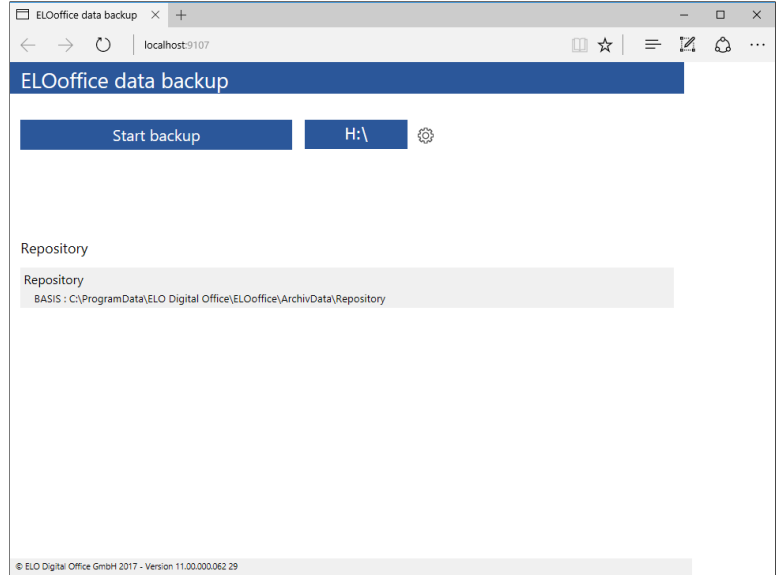 ELOoffice data backup
localhost:9107
ELOoffice data backup
Start backup
H:\
Repository
Repository
BASIS : C:\ProgramData\ELO Digital Office\ELOoffice\ArchivData\Repository
© ELO Digital Office GmbH 2017 - Version 11.00.000.062 29